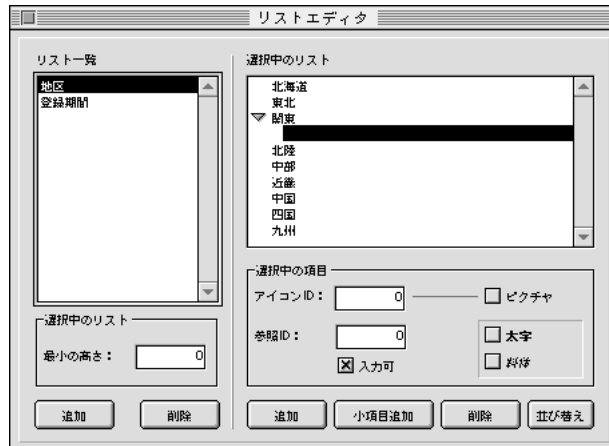 リストエディタ
リスト一覧
地区
登録期間
選択中のリスト
最小の高さ： 0
追加 削除
選択中のリスト
北海道
東北
関東
北陸
中部
近畿
中国
四国
九州
選択中の項目
アイコンID： 0 ピクチャ
参照ID： 0 太字
入力可 斜体
追加 小項目追加 削除 並び替え